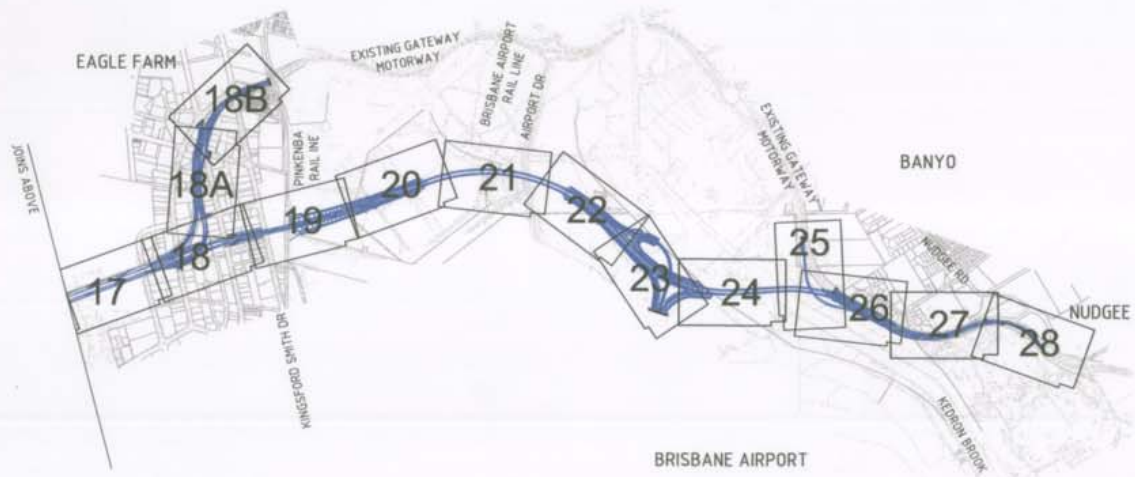 EAGLE FARM
EXISTING GATEWAY
MOTORWAY
BRISBANE AIRPORT
RAIL LINE
AIRPORT DR
EXISTING GATEWAY
MOTORWAY
BANYO
NUDGEE RD
NUDGEE
JOINS ABOVE
PINKENBA
RAIL INE
KINGSFORD SMITH DR
KEDRON BROOK
BRISBANE AIRPORT
17
18
18A
18B
19
20
21
22
23
24
25
26
27
28